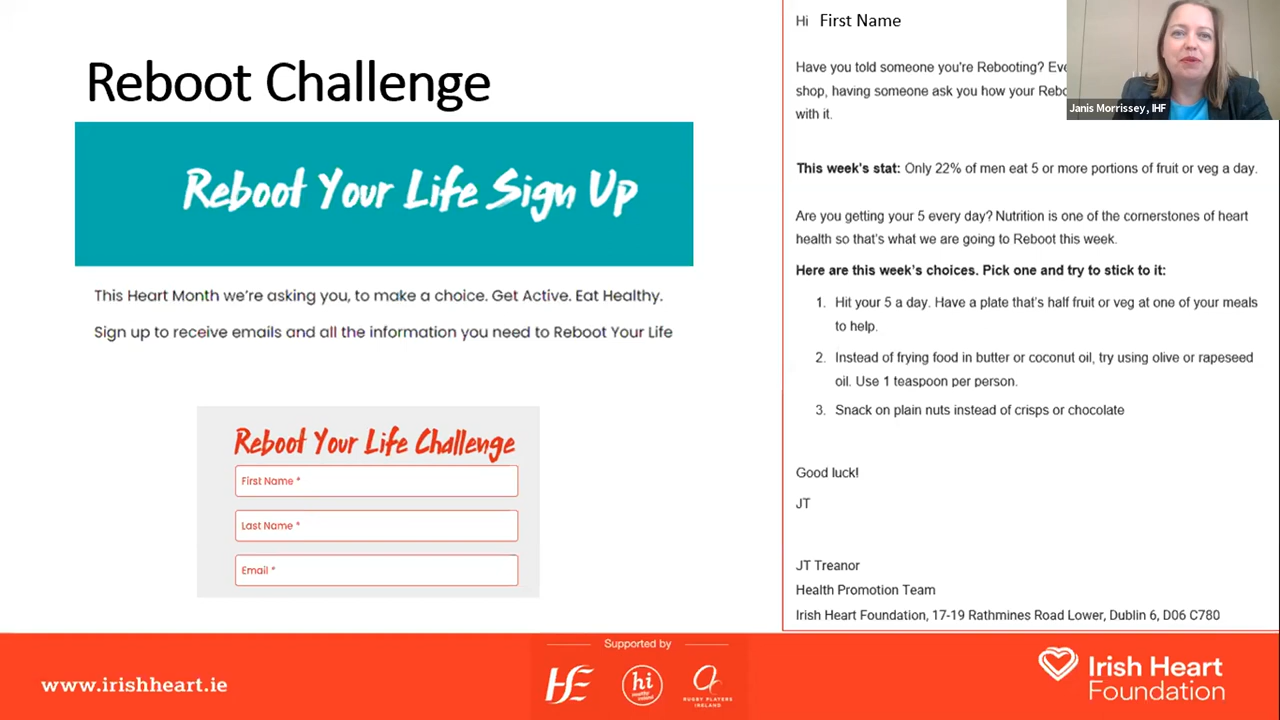 Reboot Challenge
Reboot Your Life Sign Up
This Heart Month we're asking you, to make a choice. Get Active. Eat Healthy.
Sign up to receive emails and all the information you need to Reboot Your Life
Reboot Your Life Challenge
First Name *
Last Name *
Email *
Hi First Name
Have you told someone you're Rebooting? Eve
shop, having someone ask you how your Rebo
with it.
This week's stat: Only 22% of men eat 5 or more portions of fruit or veg a day.
Are you getting your 5 every day? Nutrition is one of the cornerstones of heart
health so that's what we are going to Reboot this week.
Here are this week's choices. Pick one and try to stick to it:
1. Hit your 5 a day. Have a plate that's half fruit or veg at one of your meals
to help.
2. Instead of frying food in butter or coconut oil, try using olive or rapeseed
oil. Use 1 teaspoon per person.
3. Snack on plain nuts instead of crisps or chocolate
Good luck!
JT
JT Treanor
Health Promotion Team
Irish Heart Foundation, 17-19 Rathmines Road Lower, Dublin 6, D06 C780
Janis Morrissey, IHF
www.irishheart.ie
Supported by
HE
hi
Healthy Ireland
RUGBY PLAYERS
IRELAND
Irish Heart
Foundation